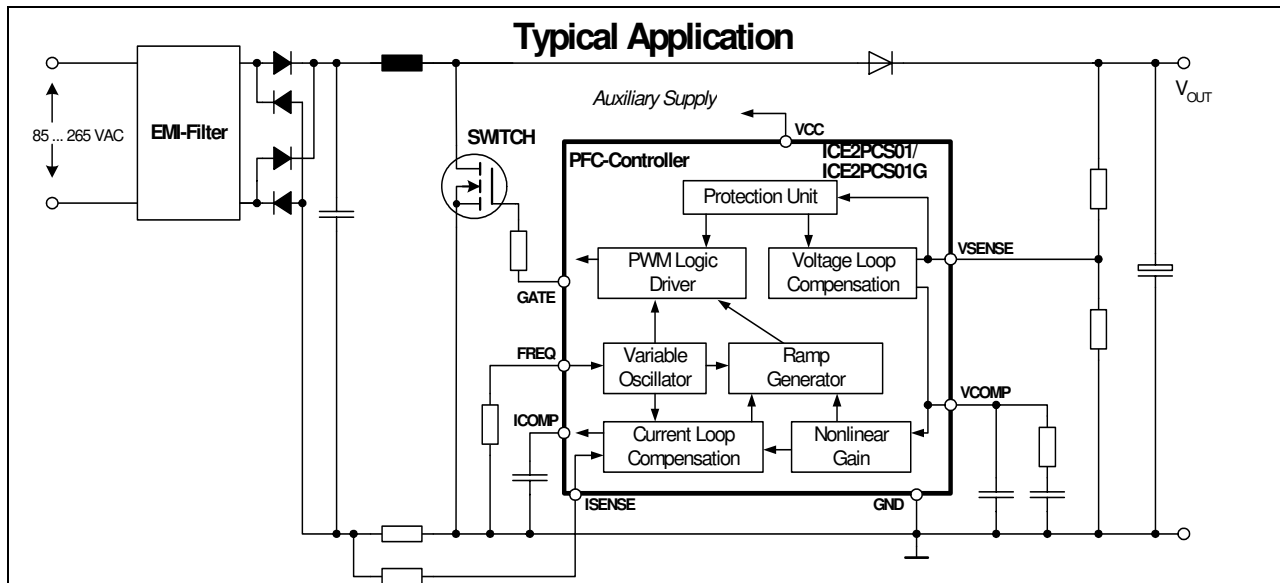 Typical Application
Auxiliary Supply
VOUT
85 ... 265 VAC
EMI-Filter
SWITCH
VCC
PFC-Controller
ICE2PCS01/
ICE2PCS01G
Protection Unit
PWM Logic
Driver
Voltage Loop
Compensation
VSENSE
GATE
FREQ
Variable
Oscillator
Ramp
Generator
VCOMP
ICOMP
Current Loop
Compensation
Nonlinear
Gain
ISENSE
GND